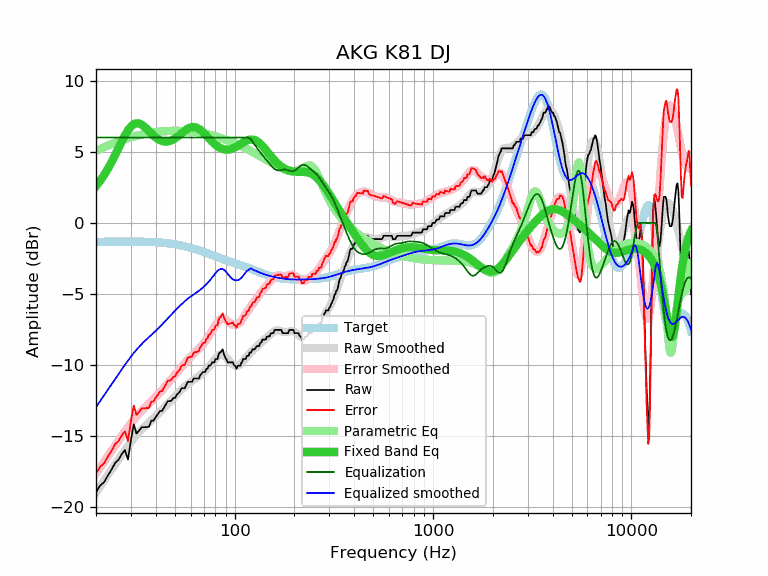 AKG K81 DJ
10
5
0
−5
−10
−15
−20
Amplitude (dBr)
Target
Raw Smoothed
Error Smoothed
Raw
Error
Parametric Eq
Fixed Band Eq
Equalization
Equalized smoothed
100
1000
10000
Frequency (Hz)